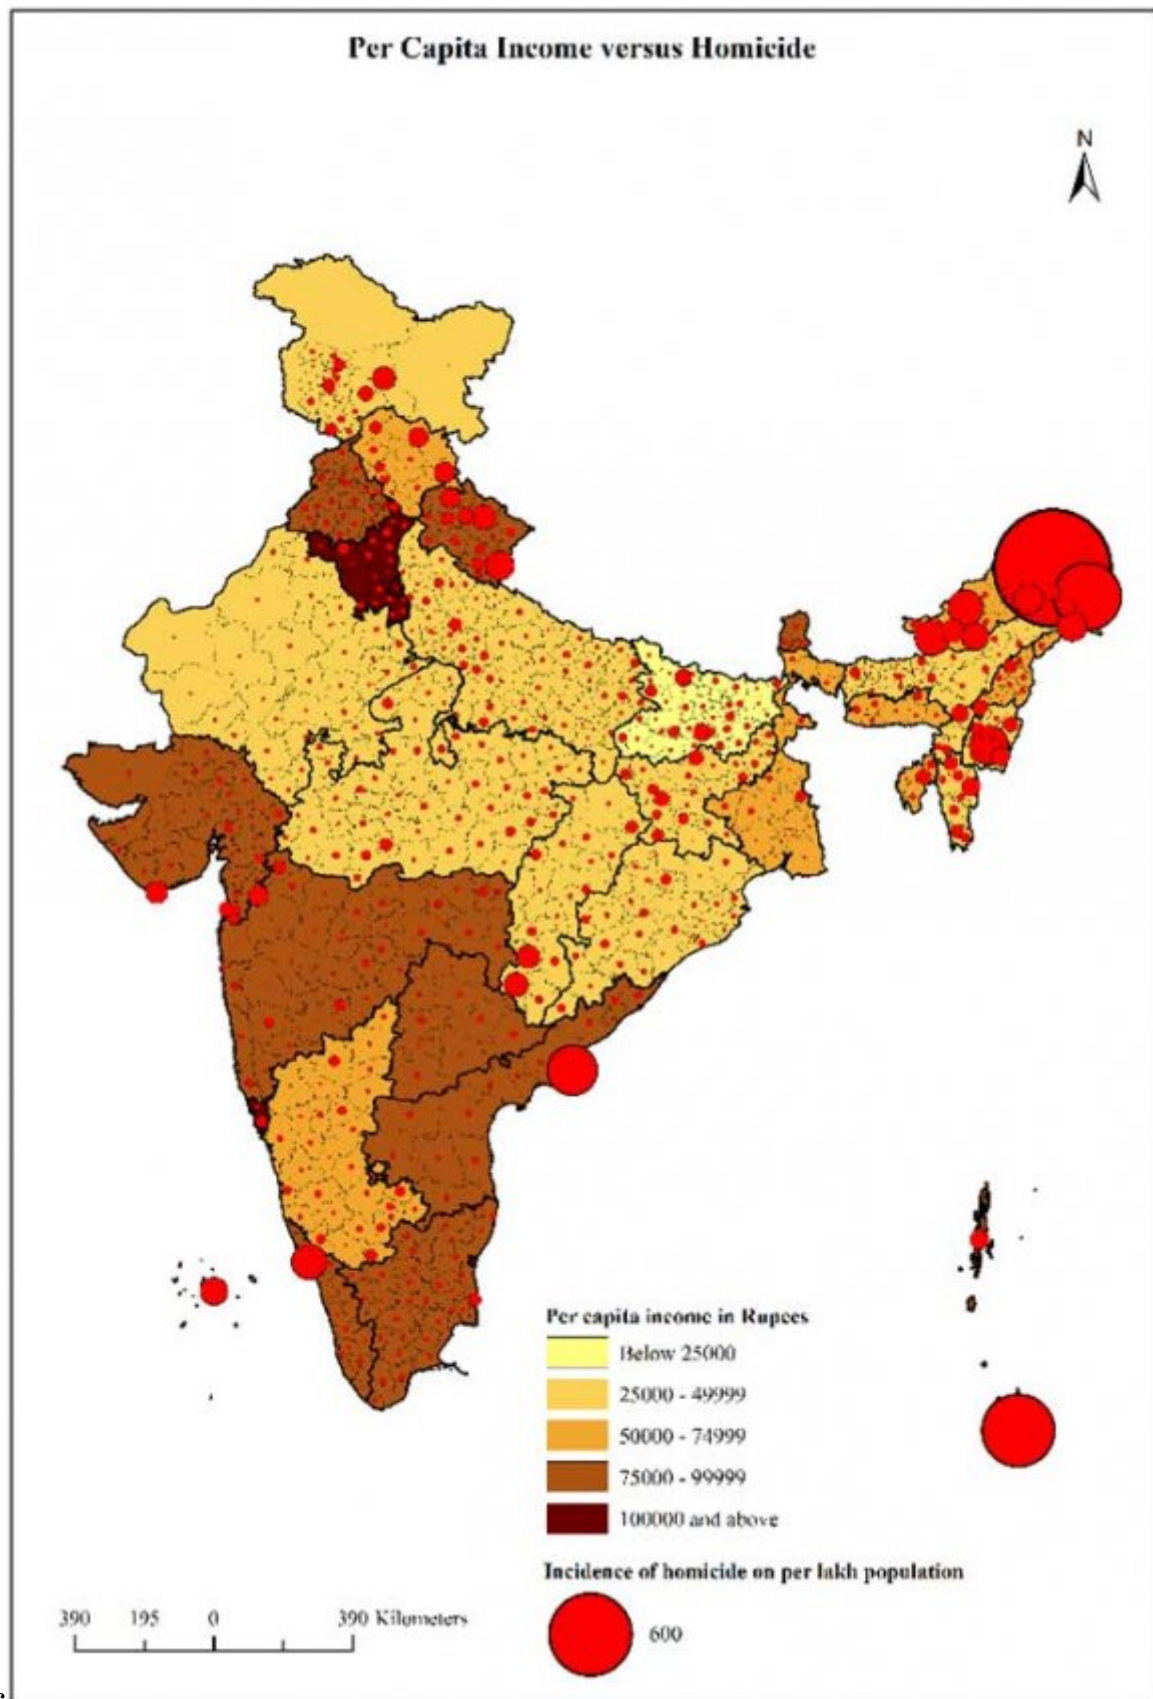 Per Capita Income versus Homicide
N
Per capita income in Rupees
Below 25000
25000 - 49999
50000 - 74999
75000 - 99999
100000 and above
Incidence of homicide on per lakh population
600
390 195 0 390 Kilometers